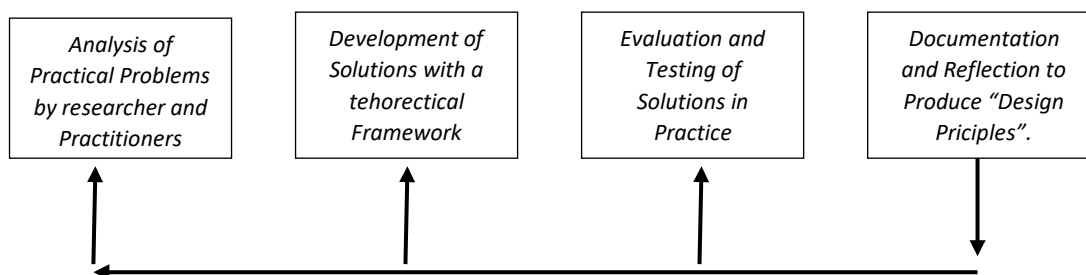 Analysis of
Practical Problems
by researcher and
Practitioners
Development of
Solutions with a
tehorectical
Framework
Evaluation and
Testing of
Solutions in
Practice
Documentation
and Reflection to
Produce “Design
Priciples”.